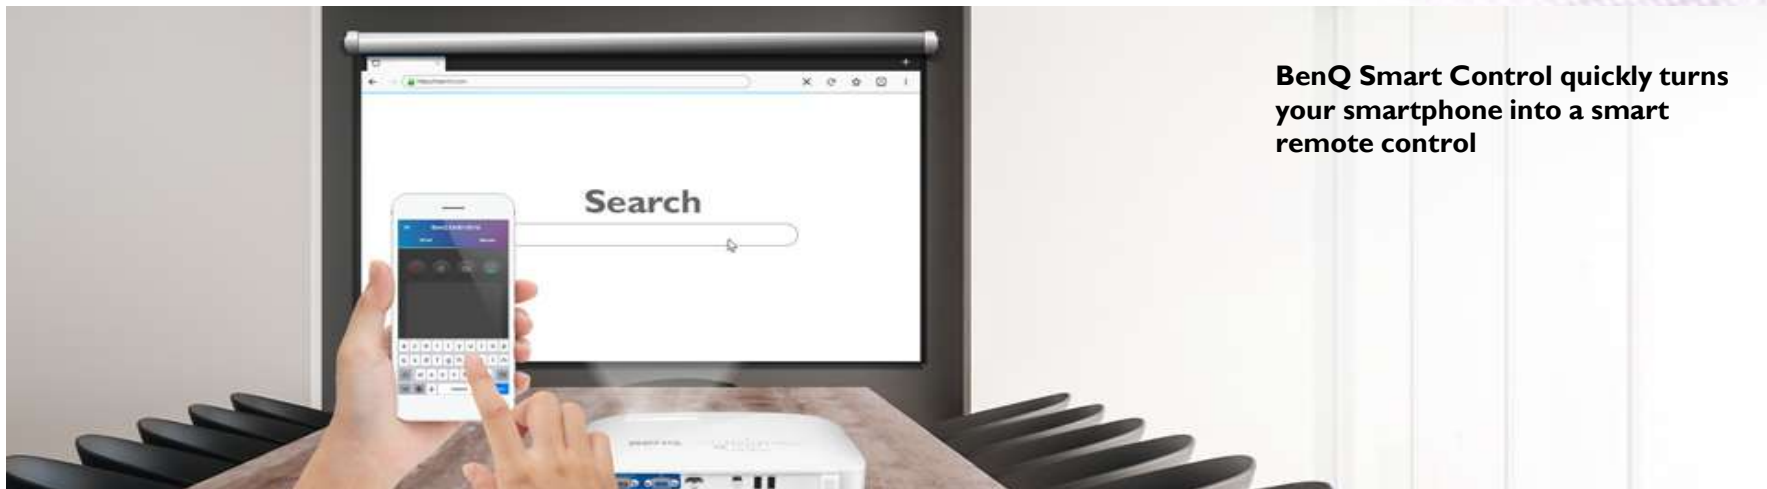 Search
BenQ Smart Control quickly turns
your smartphone into a smart
remote control